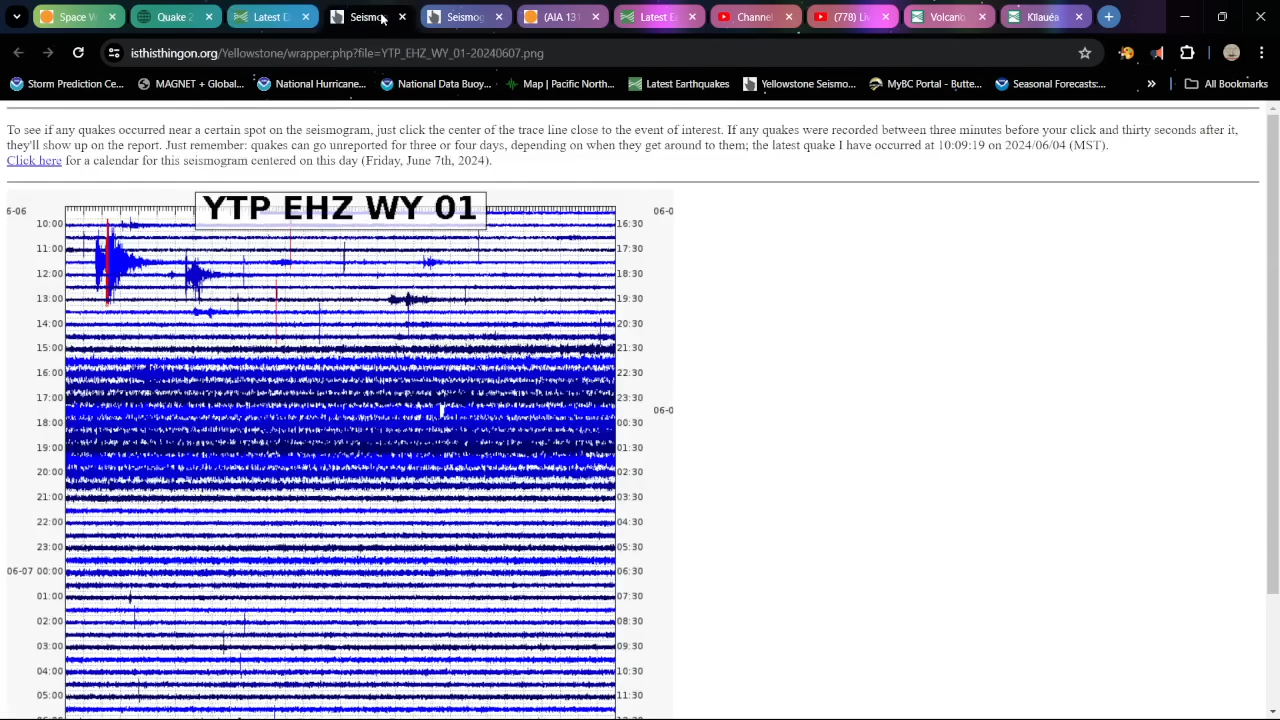 Space W
Quake 2
Latest D
Seismo
Seismog
(AIA 131
Latest E
Channel
(778) Li
Volcano
Kīlauea
isthisthingon.org/Yellowstone/wrapper.php?file=YTP_EHZ_WY_01-20240607.png
Storm Prediction Ce...
MAGNET + Global...
National Hurricane...
National Data Buoy...
Map | Pacific North...
Latest Earthquakes
Yellowstone Seismo...
MyBC Portal - Butte...
Seasonal Forecasts...
All Bookmarks
To see if any quakes occurred near a certain spot on the seismogram, just click the center of the trace line close to the event of interest. If any quakes were recorded between three minutes before your click and thirty seconds after it,
they'll show up on the report. Just remember: quakes can go unreported for three or four days, depending on when they get around to them; the latest quake I have occurred at 10:09:19 on 2024/06/04 (MST).
Click here for a calendar for this seismogram centered on this day (Friday, June 7th, 2024).
YTP EHZ WY 01
6-06 06-0
10:00 16:30
11:00 17:30
12:00 18:30
13:00 19:30
14:00 20:30
15:00 21:30
16:00 22:30
17:00 23:30
06-0
18:00 00:30
19:00 01:30
20:00 02:30
21:00 03:30
22:00 04:30
23:00 05:30
06-07 00:00 06:30
01:00 07:30
02:00 08:30
03:00 09:30
04:00 10:30
05:00 11:30